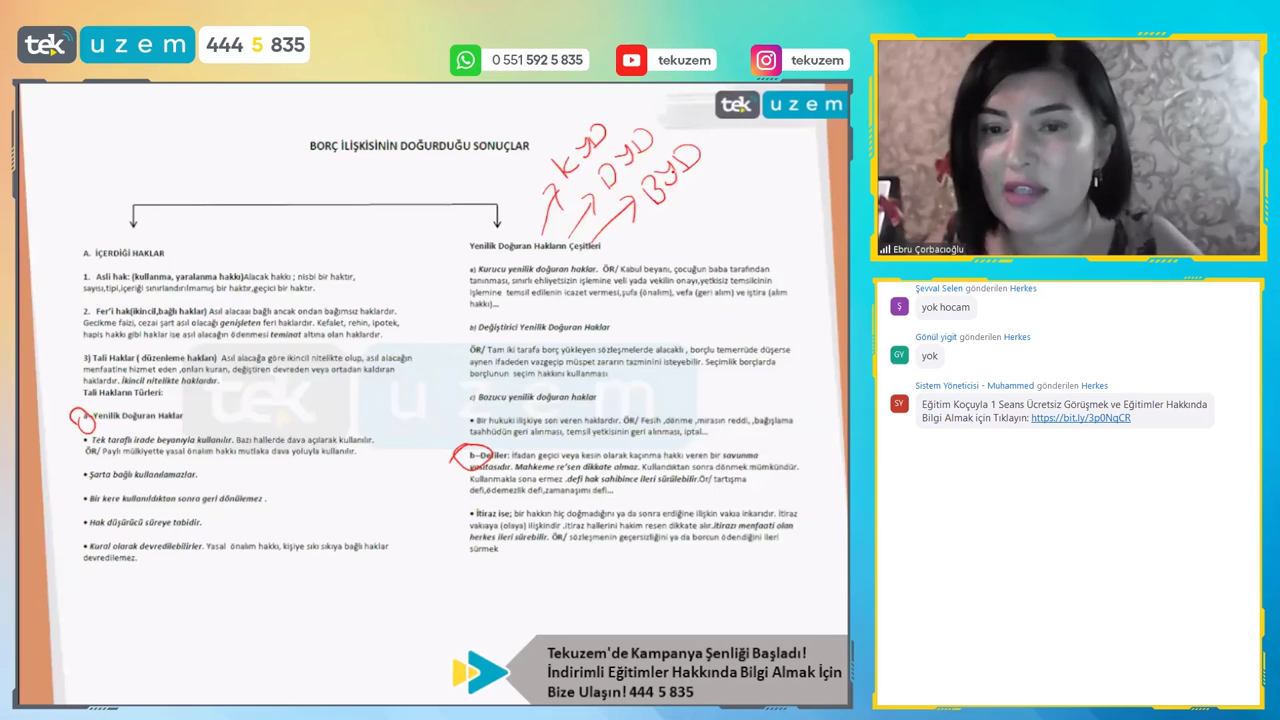 tek
uzem
444 5 835
0 551 592 5 835
tekuzem
tekuzem
tek uzem
BORÇ İLİŞKİSİNİN DOĞURDUĞU SONUÇLAR
KYD
DYD
BYD
A. İÇERDİĞİ HAKLAR
1. Asli hak: (kullanma, yaralanma hakkı)Alacak hakkı ; nisbi bir haktır,
sayısı,tipi,içeriği sınırlandırılmamış bir haktır,geçici bir haktır.
2. Fer'i hak(ikincil,bağlı haklar) Asıl alacaaı bağlı ancak ondan bağımsız haklardır.
Gecikme faizi, cezai şart asıl alacağı genişleten feri haklardır. Kefalet, rehin, ipotek,
hapis hakkı gibi haklar ise asıl alacağın ödenmesi teminat altına olan haklardır.
3) Tali Haklar ( düzenleme hakları) Asıl alacağa göre ikincil nitelikte olup, asıl alacağın
menfaatine hizmet eden ,onları kuran, değiştiren devreden veya ortadan kaldıran
haklardır. İkincil nitelikte haklardır.
Tali Hakların Türleri:
a- Yenilik Doğuran Haklar
• Tek taraflı irade beyanıyla kullanılır. Bazı hallerde dava açılarak kullanılır.
ÖR/ Paylı mülkiyette yasal önalım hakkı mutlaka dava yoluyla kullanılır.
• Şarta bağlı kullanılamazlar.
• Bir kere kullanıldıktan sonra geri dönülemez .
• Hak düşürücü süreye tabidir.
• Kural olarak devredilebilirler. Yasal önalım hakkı, kişiye sıkı sıkıya bağlı haklar
devredilemez.
Yenilik Doğuran Hakların Çeşitleri
a) Kurucu yenilik doğuran haklar. ÖR/ Kabul beyanı, çocuğun baba tarafından
tanınması, sınırlı ehliyetsizin işlemine veli yada vekilin onayı,yetkisiz temsilcinin
işlemine temsil edilenin icazet vermesi,şufa (önalım), vefa (geri alım) ve iştira (alım
hakkı)...
b) Değiştirici Yenilik Doğuran Haklar
ÖR/ Tam iki tarafa borç yükleyen sözleşmelerde alacaklı , borçlu temerrüde düşerse
aynen ifadeden vazgeçip müspet zararın tazminini isteyebilir. Seçimlik borçlarda
borçlunun seçim hakkını kullanması
c) Bozucu yenilik doğuran haklar
• Bir hukuki ilişkiye son veren haklardır. ÖR/ Fesih ,dönme ,mirasın reddi, ,bağışlama
taahhüdün geri alınması, temsil yetkisinin geri alınması, iptal...
b--Defiler: İfadan geçici veya kesin olarak kaçınma hakkı veren bir savunma
vasıtasıdır. Mahkeme re'sen dikkate almaz. Kullandıktan sonra dönmek mümkündür.
Kullanmakla sona ermez .defi hak sahibince ileri sürülebilir.Ör/ tartışma
defi,ödemezlik defi,zamanaşımı defi...
• İtiraz ise; bir hakkın hiç doğmadığını ya da sonra erdiğine ilişkin vakıa inkarıdır. İtiraz
vakıaya (olaya) ilişkindir .itiraz hallerini hakim resen dikkate alır.itirazı menfaati olan
herkes ileri sürebilir. ÖR/ sözleşmenin geçersizliğini ya da borcun ödendiğini ileri
sürmek
tek uzem
Tekuzem'de Kampanya Şenliği Başladı!
İndirimli Eğitimler Hakkında Bilgi Almak İçin
Bize Ulaşın! 444 5 835
Ebru Çorbacıoğlu
Şevval Selen gönderilen Herkes
Ş
yok hocam
Gönül yigit gönderilen Herkes
GY
yok
Sistem Yöneticisi - Muhammed gönderilen Herkes
SY
Eğitim Koçuyla 1 Seans Ücretsiz Görüşmek ve Eğitimler Hakkında
Bilgi Almak için Tıklayın: https://bit.ly/3p0NqCR